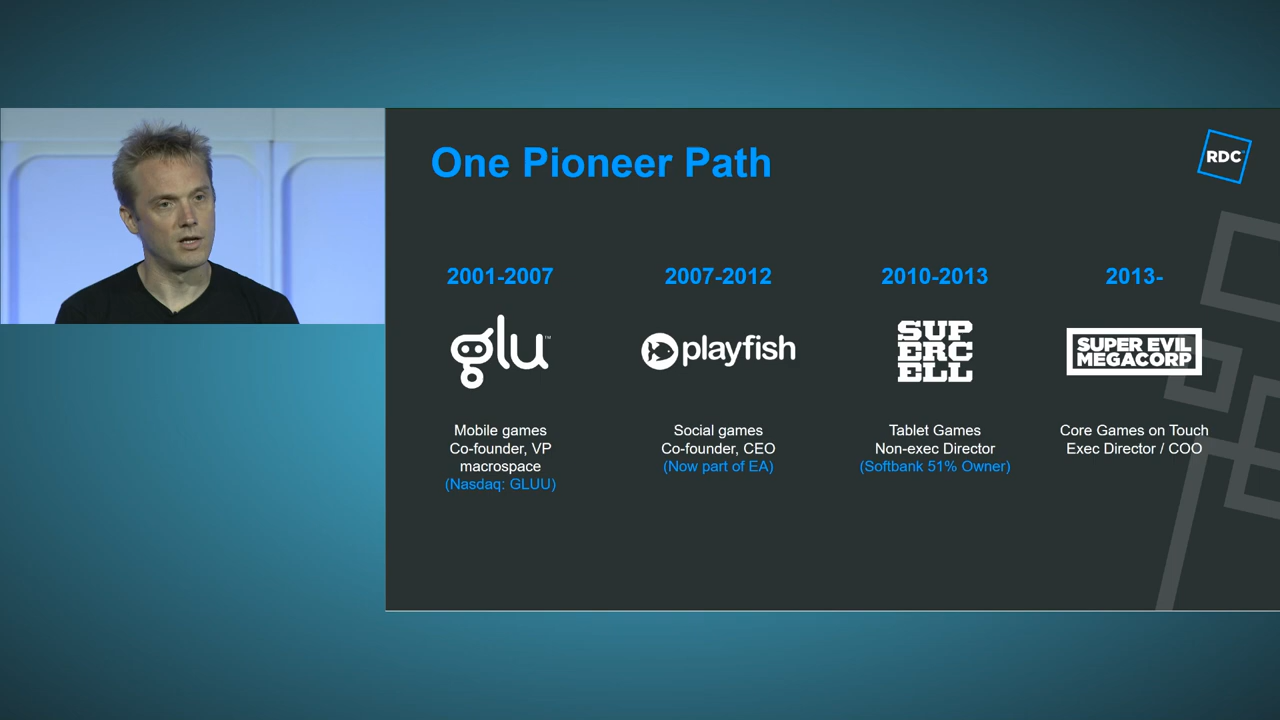 One Pioneer Path
RDC
2001-2007
glu™
Mobile games
Co-founder, VP
macrospace
(Nasdaq: GLUU)
2007-2012
playfish
Social games
Co-founder, CEO
(Now part of EA)
2010-2013
SUP
ERC
ELL
Tablet Games
Non-exec Director
(Softbank 51% Owner)
2013-
SUPER EVIL
MEGACORP
Core Games on Touch
Exec Director / COO